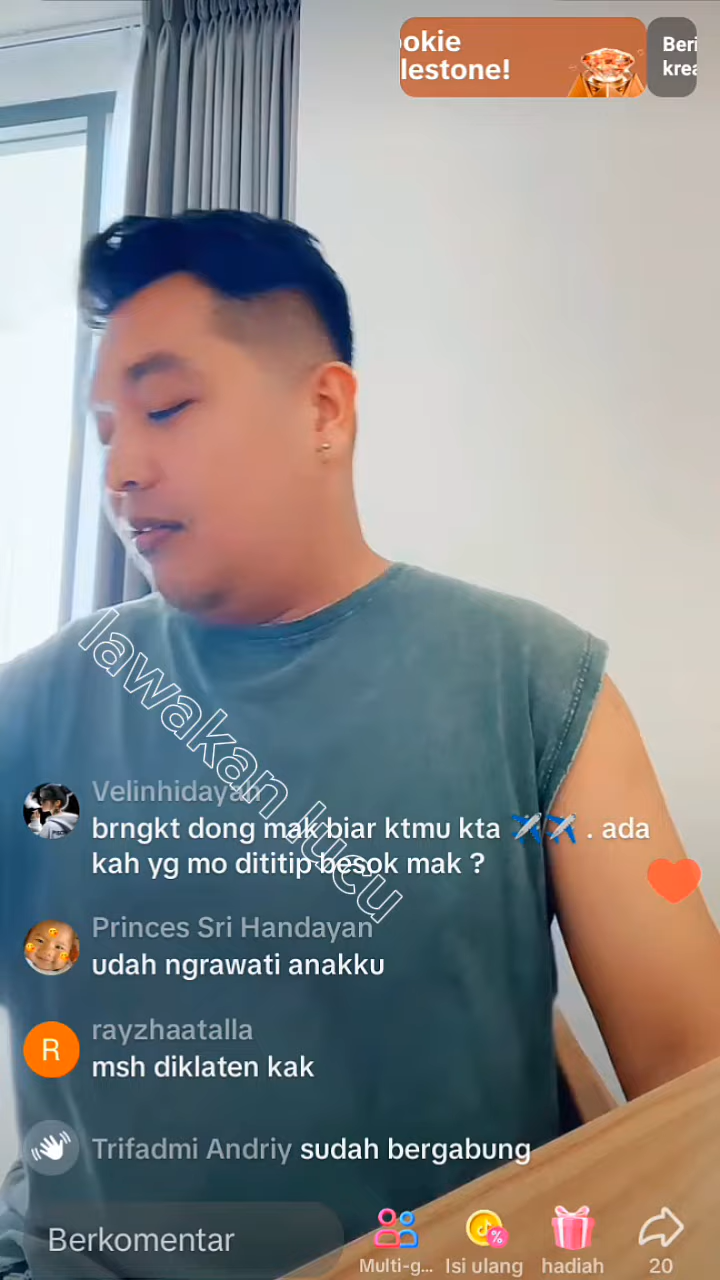 okie
lestone!
Beri
krea
lawakan lucu
Velinhidayah
brngkt dong mak biar ktmu kta ✈️✈️ . ada
kah yg mo dititip besok mak ?
Princes Sri Handayan
udah ngrawati anakku
R
rayzhaatalla
msh diklaten kak
Trifadmi Andriy sudah bergabung
Berkomentar
Multi-g...
Isi ulang
hadiah
20